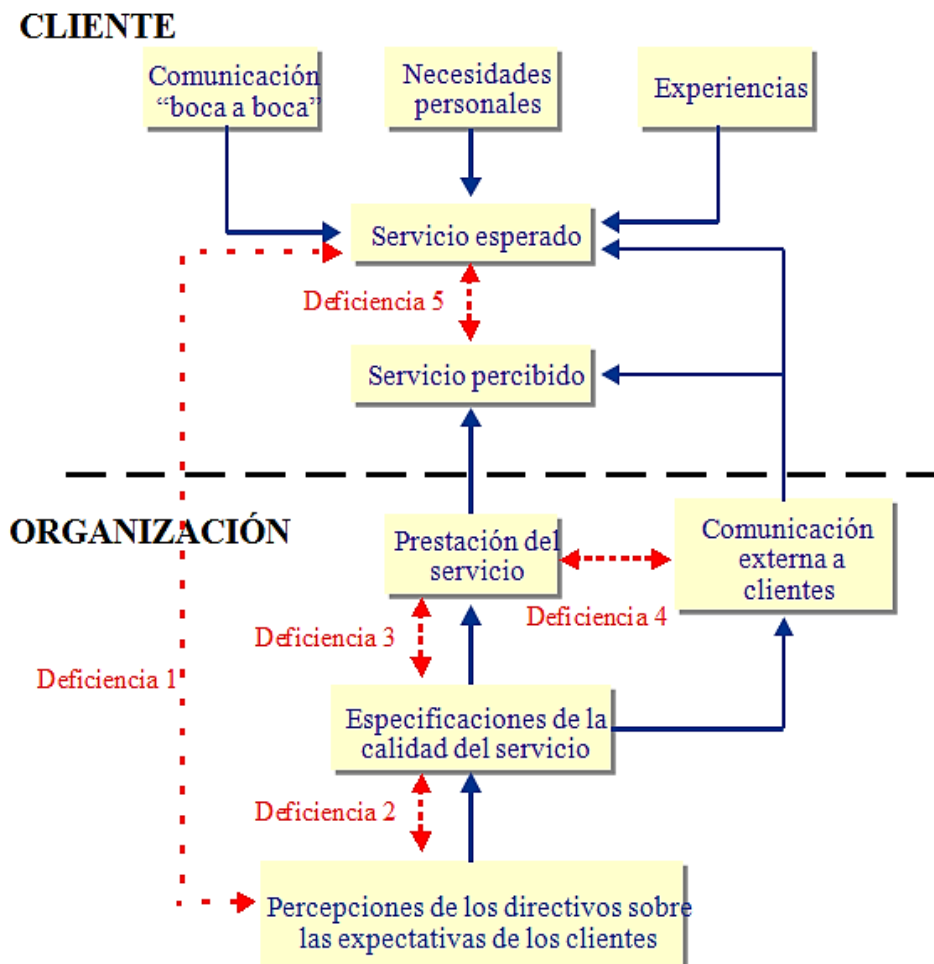 CLIENTE
Comunicación
“boca a boca”
Necesidades
personales
Experiencias
Servicio esperado
Deficiencia 5
Servicio percibido
ORGANIZACIÓN
Prestación del
servicio
Comunicación
externa a
clientes
Deficiencia 4
Deficiencia 3
Deficiencia 1
Especificaciones de la
calidad del servicio
Deficiencia 2
Percepciones de los directivos sobre
las expectativas de los clientes